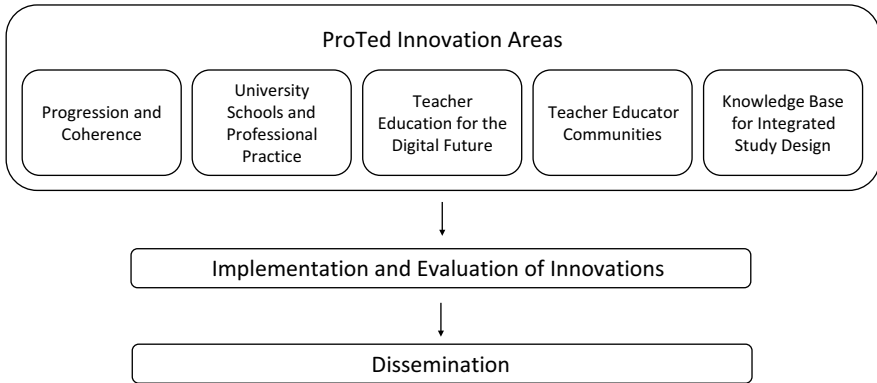 ProTed Innovation Areas
Progression and
Coherence
University
Schools and
Professional
Practice
Teacher
Education for the
Digital Future
Teacher Educator
Communities
Knowledge Base
for Integrated
Study Design
Implementation and Evaluation of Innovations
Dissemination